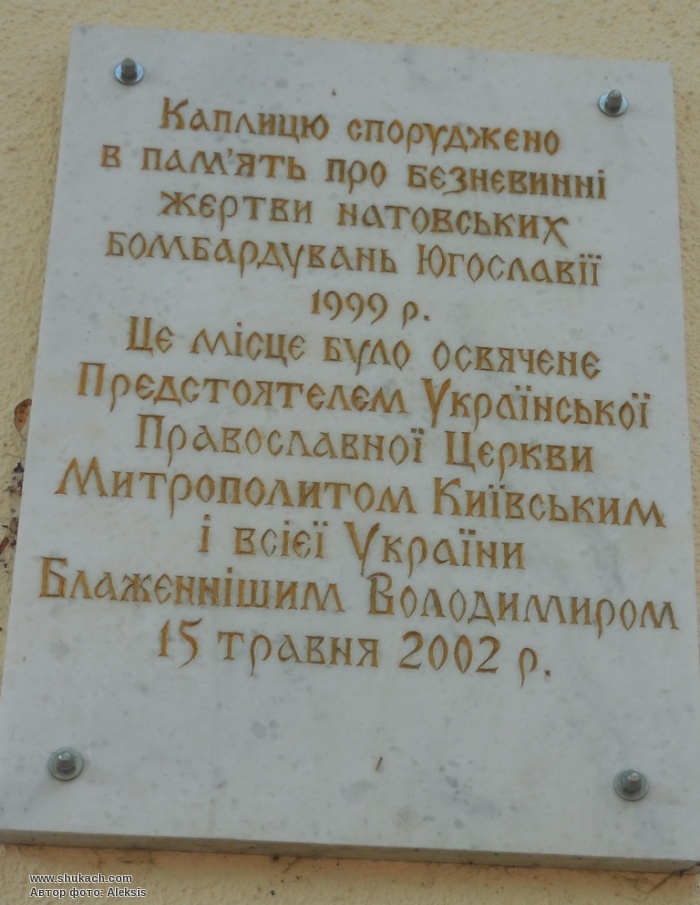 Каплицю споруджено
в пам'ять про безневинні
жертви натовських
бомбардувань Югославії
1999 р.
Це місце було освячене
Предстоятелем Української
Православної Церкви
Митрополитом Київським
і всієї України
Блаженнішим Володимиром
15 травня 2002 р.
www.shukach.com
Автор фото: Aleksis